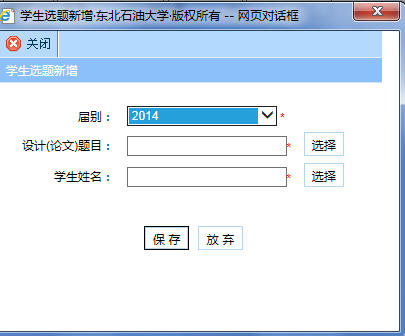 学生选题新增·东北石油大学·版权所有 -- 网页对话框
关闭
学生选题新增
届别： 2014 *
设计(论文)题目： * 选择
学生姓名： * 选择
保 存 放 弃